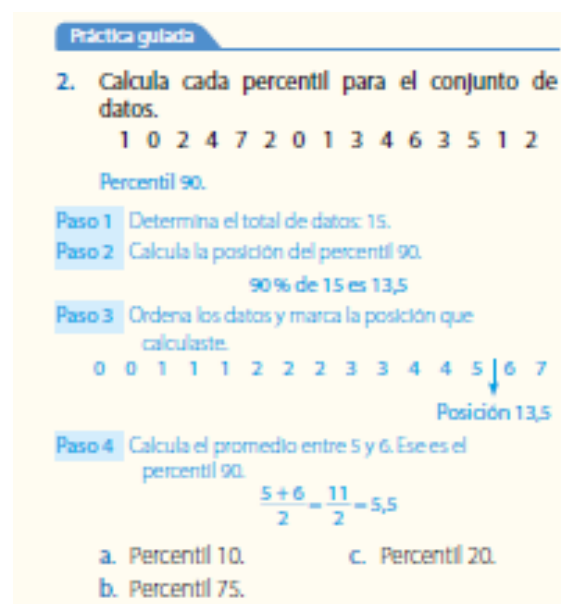 Práctica guiada
2. Calcula cada percentil para el conjunto de
datos.
1 0 2 4 7 2 0 1 3 4 6 3 5 1 2
Percentil 90.
Paso 1 Determina el total de datos: 15.
Paso 2 Calcula la posición del percentil 90.
90 % de 15 es 13,5
Paso 3 Ordena los datos y marca la posición que
calculaste.
0 0 1 1 1 2 2 2 3 3 4 4 5 6 7
Posición 13,5
Paso 4 Calcula el promedio entre 5 y 6. Ese es el
percentil 90.
5 + 6 / 2 = 11 / 2 = 5,5
a. Percentil 10. c. Percentil 20.
b. Percentil 75.